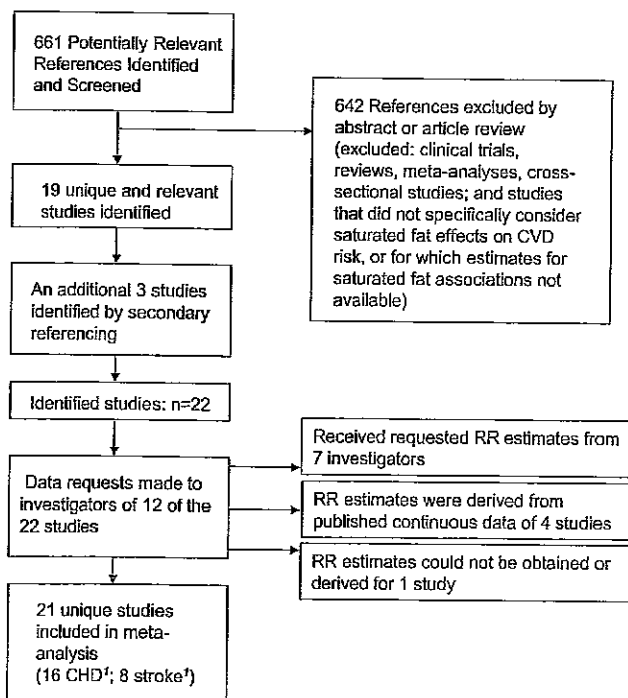 661 Potentially Relevant
References Identified
and Screened
642 References excluded by
abstract or article review
(excluded: clinical trials,
reviews, meta-analyses, cross-
sectional studies; and studies
that did not specifically consider
saturated fat effects on CVD
risk, or for which estimates for
saturated fat associations not
available)
19 unique and relevant
studies identified
An additional 3 studies
identified by secondary
referencing
Identified studies: n=22
Data requests made to
investigators of 12 of the
22 studies
Received requested RR estimates from
7 investigators
RR estimates were derived from
published continuous data of 4 studies
RR estimates could not be obtained or
derived for 1 study
21 unique studies
included in meta-
analysis
(16 CHD¹; 8 stroke¹)